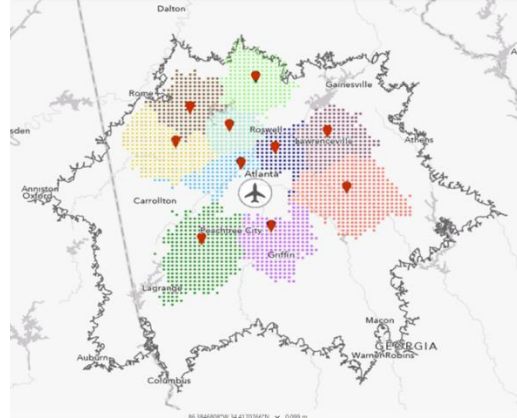 Dalton
Rome
Gainesville
Roswell
Lawrenceville
sden
Athens
Atlanta
Anniston
Oxford
Carrollton
Peachtree City
Griffin
Lagrange
Macon
GEORGIA
Auburn
Warner Robins
Columbus